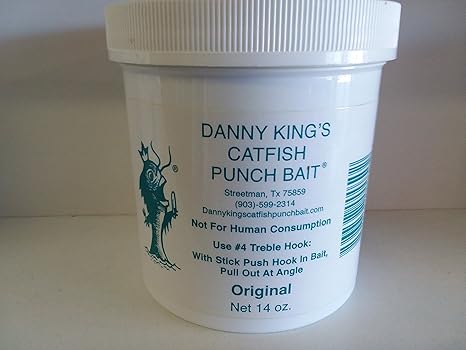 DANNY KING'S
CATFISH
PUNCH BAIT®
Streetman, Tx 75859
(903)-599-2314
Dannykingscatfishpunchbait.com
Not For Human Consumption
Use #4 Treble Hook:
With Stick Push Hook In Bait,
Pull Out At Angle
Original
Net 14 oz.